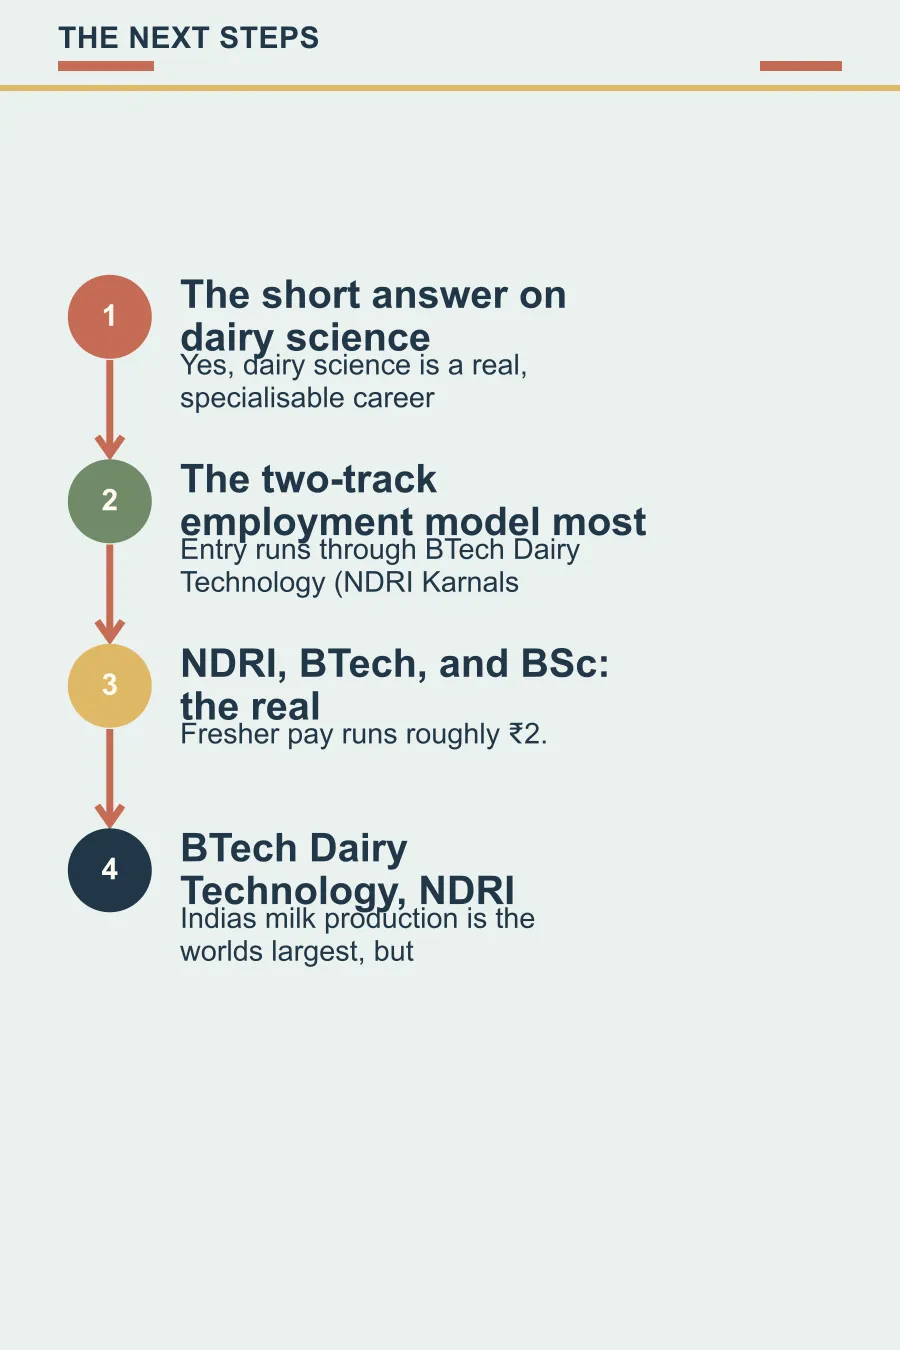 THE NEXT STEPS
1
The short answer on
dairy science
Yes, dairy science is a real,
specialisable career
2
The two-track
employment model most
Entry runs through BTech Dairy
Technology (NDRI Karnals
3
NDRI, BTech, and BSc:
the real
Fresher pay runs roughly ₹2.
4
BTech Dairy
Technology, NDRI
Indias milk production is the
worlds largest, but